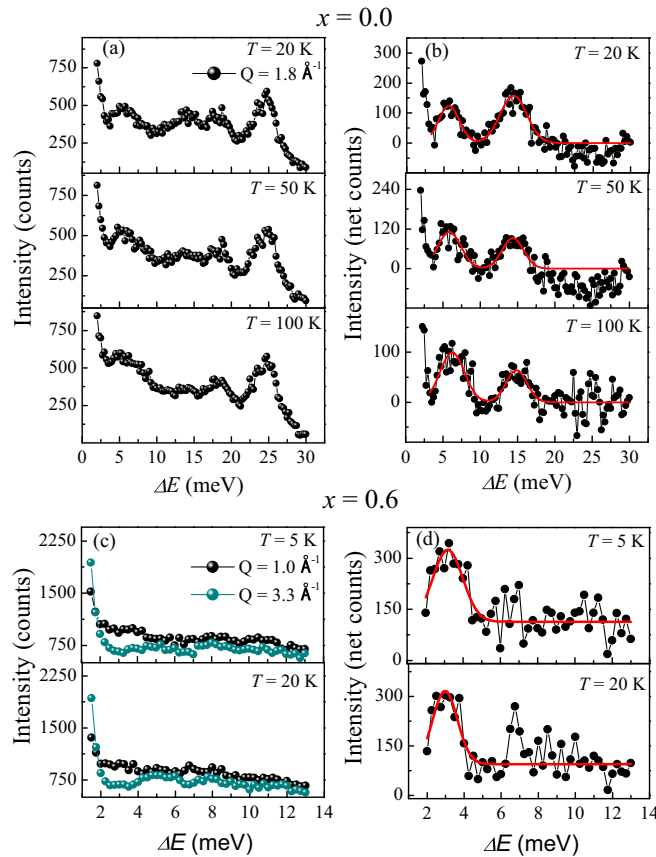 x = 0.0
(a)
T = 20 K
Q = 1.8 Å⁻¹
750
500
250
T = 50 K
750
500
250
T = 100 K
750
500
250
0 5 10 15 20 25 30
Intensity (counts)
ΔE (meV)
(b)
T = 20 K
300
200
100
0
T = 50 K
240
120
0
T = 100 K
100
0
0 5 10 15 20 25 30
Intensity (net counts)
ΔE (meV)
x = 0.6
(c)
T = 5 K
Q = 1.0 Å⁻¹
Q = 3.3 Å⁻¹
2250
1500
750
T = 20 K
2250
1500
750
2 4 6 8 10 12 14
Intensity (counts)
ΔE (meV)
(d)
T = 5 K
300
150
0
T = 20 K
300
150
0
2 4 6 8 10 12 14
Intensity (net counts)
ΔE (meV)